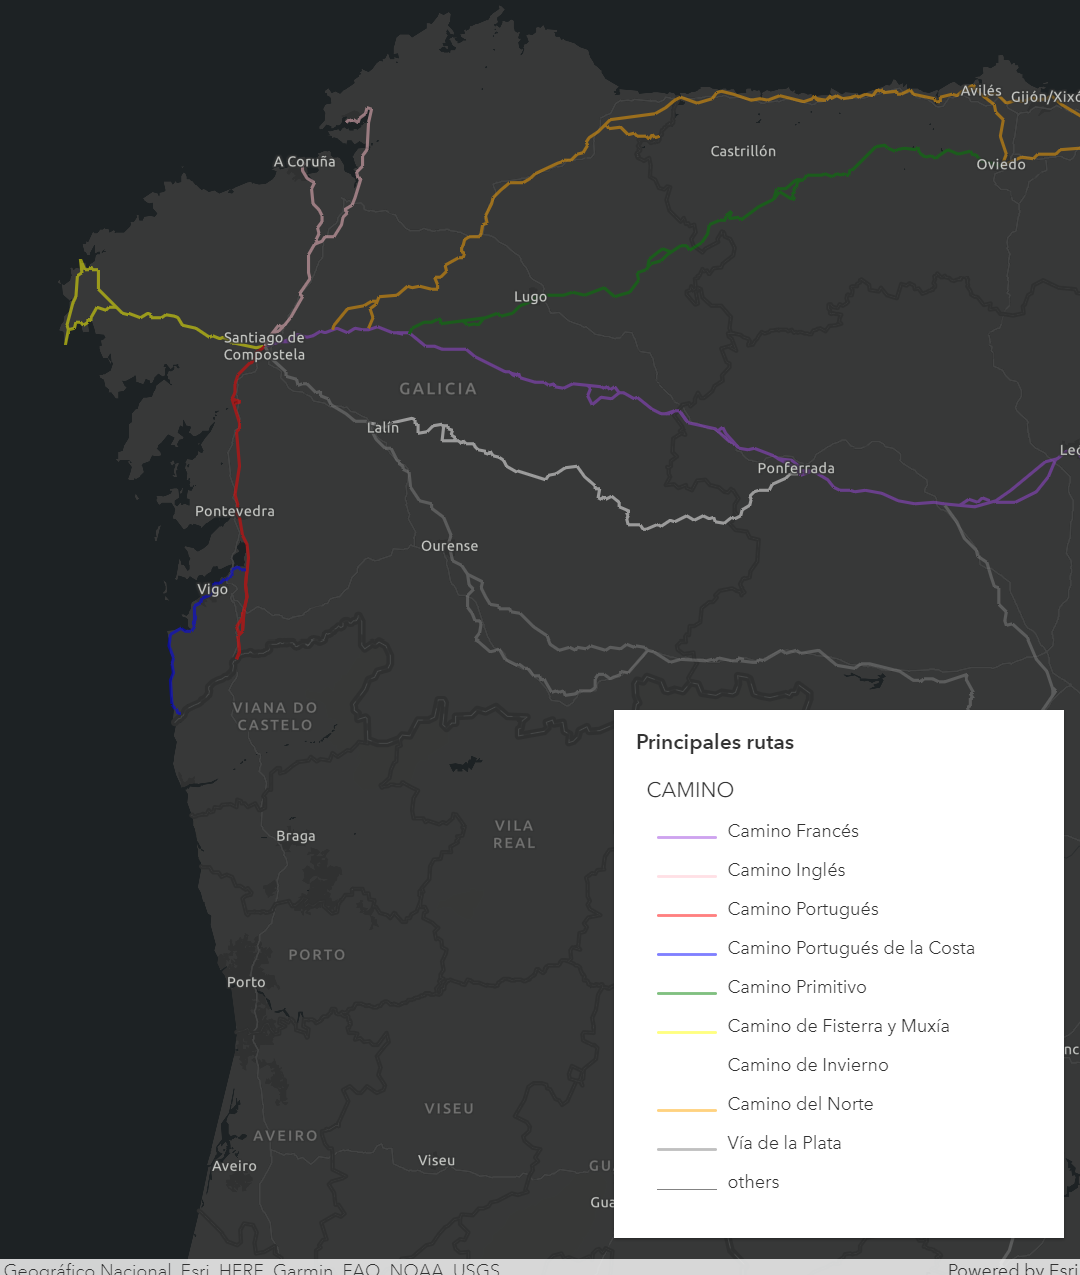 Avilés
Gijón/Xixó
Castrillón
A Coruña
Oviedo
Lugo
Santiago de
Compostela
GALICIA
Lalín
Ponferrada
Pontevedra
Ourense
Vigo
VIANA DO
CASTELO
Braga
VILA
REAL
PORTO
Porto
VISEU
AVEIRO
Viseu
Aveiro
GU
Gua
Principales rutas
CAMINO
Camino Francés
Camino Inglés
Camino Portugués
Camino Portugués de la Costa
Camino Primitivo
Camino de Fisterra y Muxía
Camino de Invierno
Camino del Norte
Vía de la Plata
others
Geográfico Nacional, Esri, HERE, Garmin, FAO, NOAA, USGS
Powered by Esri